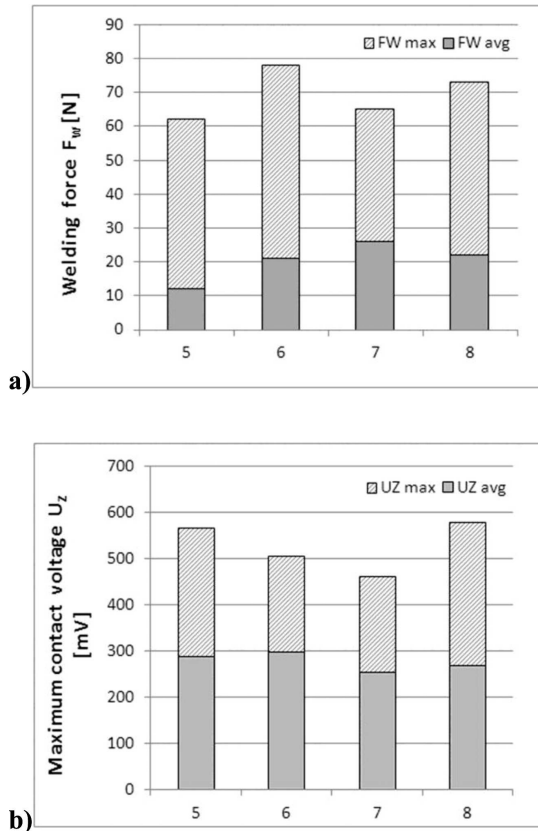 90
80
70
60
50
40
30
20
10
0
Welding force FW [N]
FW max FW avg
5 6 7 8
a)
700
600
500
400
300
200
100
0
Maximum contact voltage UZ
[mV]
UZ max UZ avg
5 6 7 8
b)